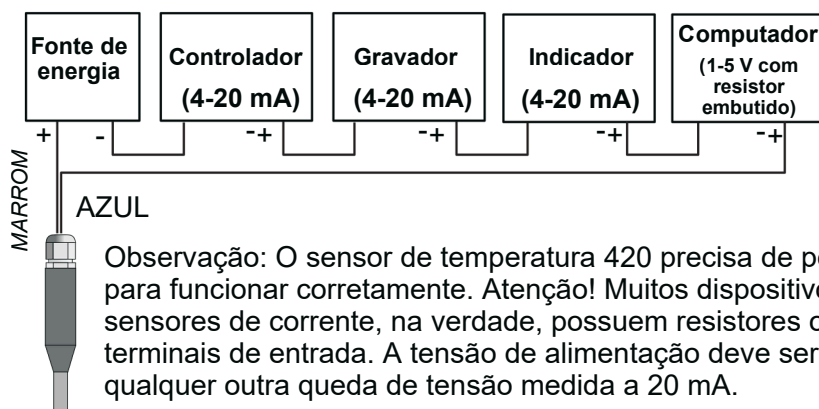 Fonte de
energia
Controlador
(4-20 mA)
Gravador
(4-20 mA)
Indicador
(4-20 mA)
Computador
(1-5 V com
resistor
embutido)
+ - -+ -+ -+ -+
MARROM
AZUL
Observação: O sensor de temperatura 420 precisa de
para funcionar corretamente. Atenção! Muitos
sensores de corrente, na verdade, possuem resistores
terminais de entrada. A tensão de alimentação deve ser
qualquer outra queda de tensão medida a 20 mA.